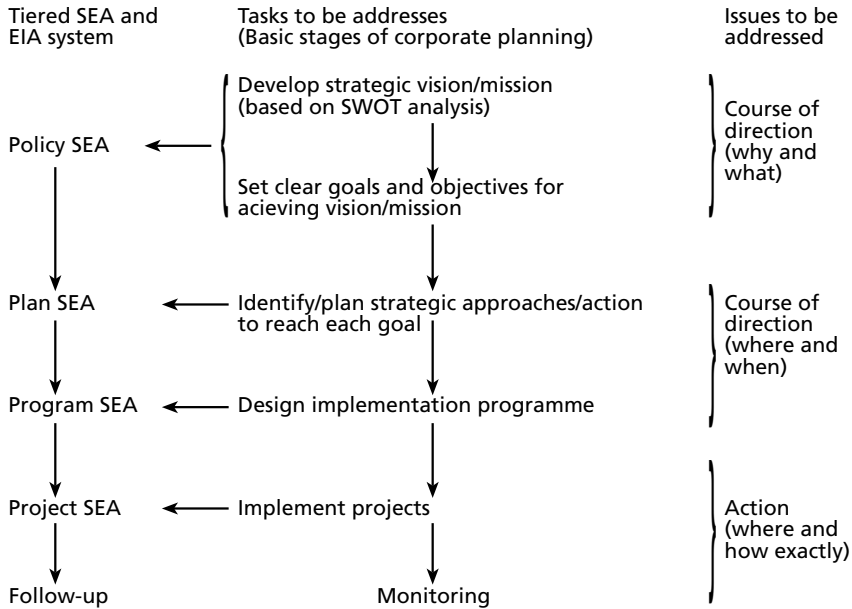 Tiered SEA and
EIA system
Tasks to be addresses
(Basic stages of corporate planning)
Issues to be
addressed
Develop strategic vision/mission
(based on SWOT analysis)
Policy SEA
Course of
direction
(why and
what)
Set clear goals and objectives for
acieving vision/mission
Plan SEA
Identify/plan strategic approaches/action
to reach each goal
Course of
direction
(where and
when)
Program SEA
Design implementation programme
Project SEA
Implement projects
Action
(where and
how exactly)
Follow-up
Monitoring